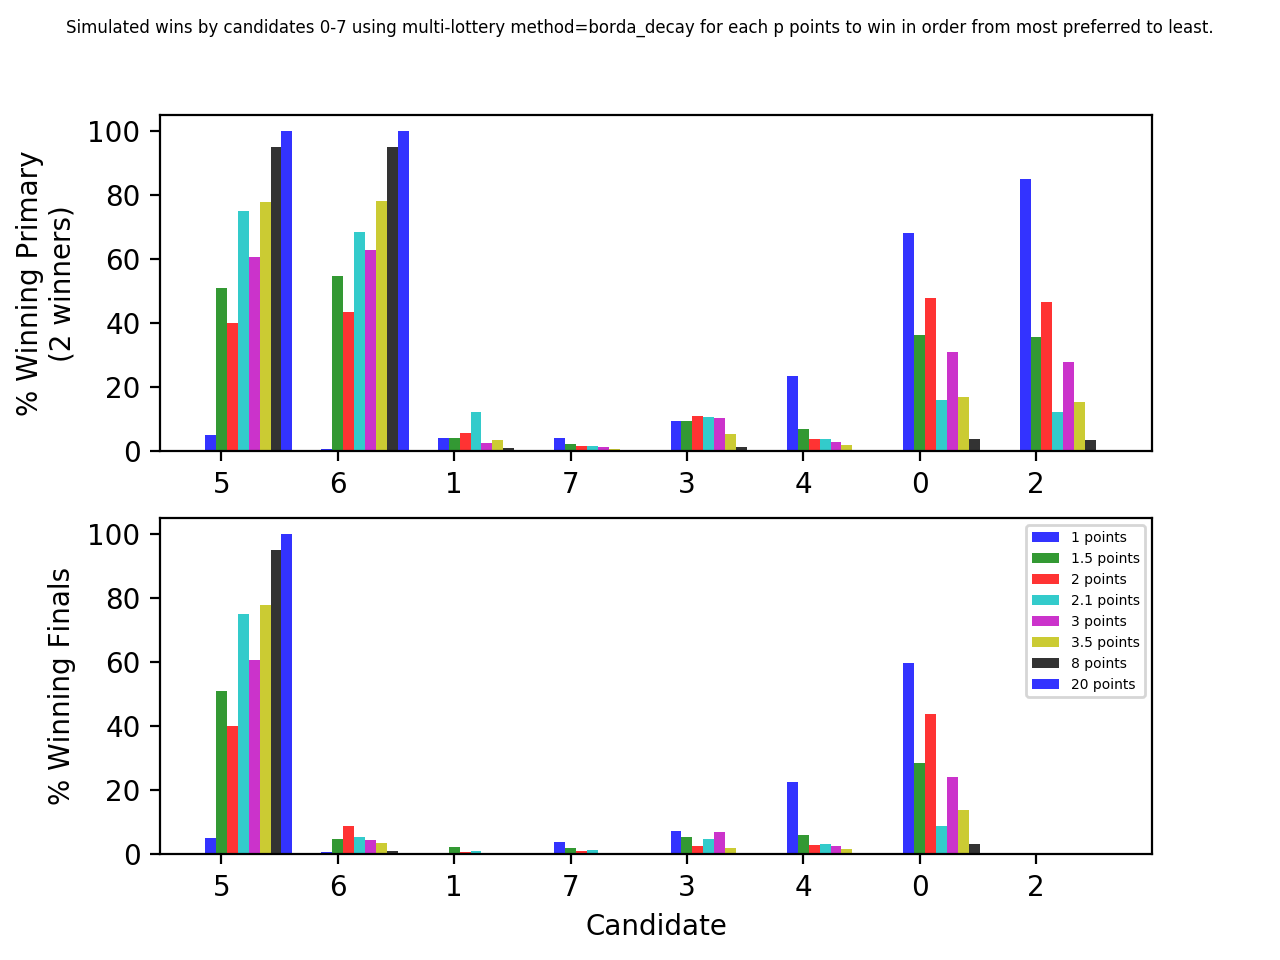 Simulated wins by candidates 0-7 using multi-lottery method=borda_decay for each p points to win in order from most preferred to least.
% Winning Primary
(2 winners)
100
80
60
40
20
0
5 6 1 7 3 4 0 2
% Winning Finals
100
80
60
40
20
0
1 points
1.5 points
2 points
2.1 points
3 points
3.5 points
8 points
20 points
5 6 1 7 3 4 0 2
Candidate